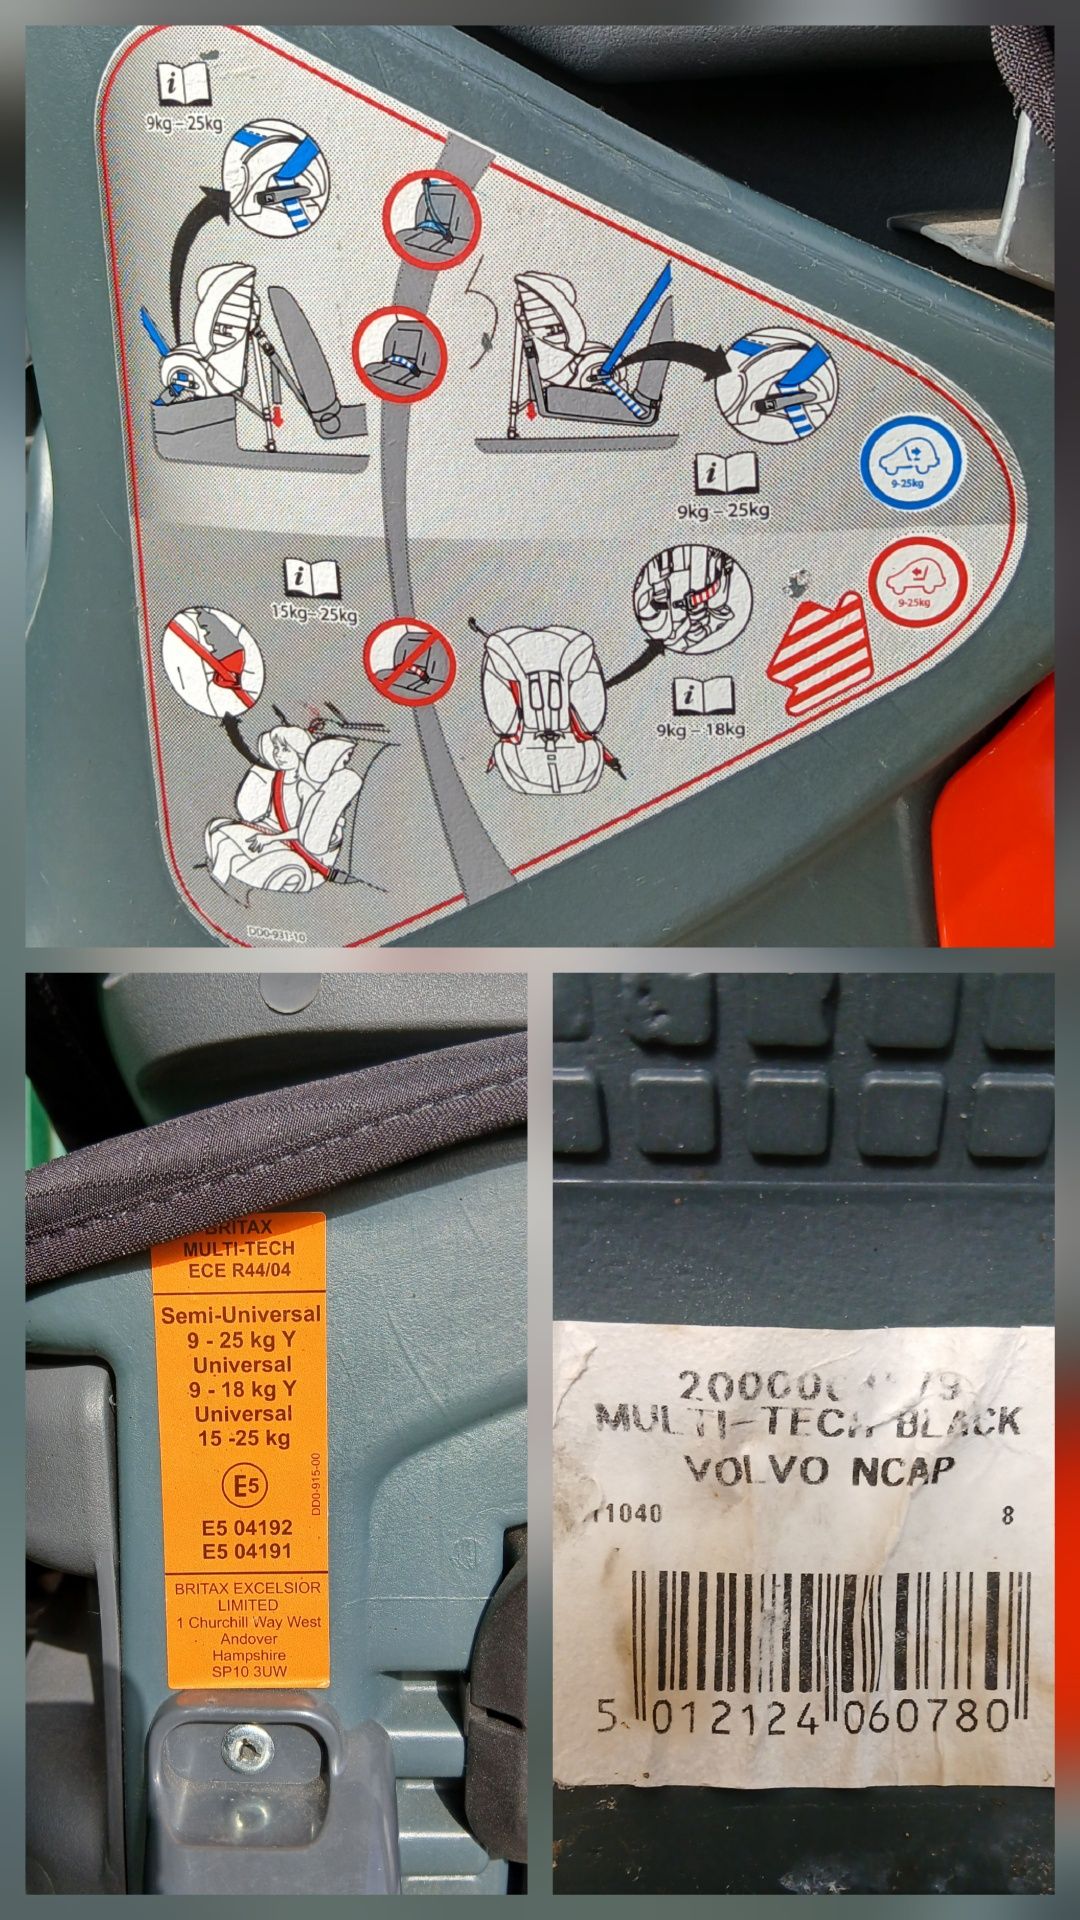 i
9kg – 25kg
i
9kg – 25kg
9-25kg
9-25kg
i
15kg–25kg
i
9kg – 18kg
DD0-931-10
BRITAX
MULTI-TECH
ECE R44/04
Semi-Universal
9 - 25 kg Y
Universal
9 - 18 kg Y
Universal
15 -25 kg
E5
DD0-915-00
E5 04192
E5 04191
BRITAX EXCELSIOR
LIMITED
1 Churchill Way West
Andover
Hampshire
SP10 3UW
MULTI-TECH BLACK
VOLVO NCAP
8
5 012124 060780